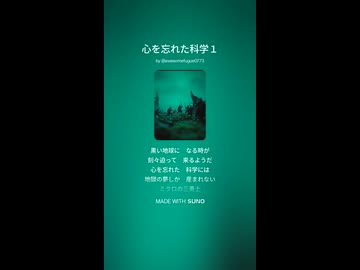 心を忘れた科学１
by @awesomefugue0773
黒い地球に　なる時が
刻々迫って　来るようだ
心を忘れた　科学には
地獄の夢しか　産まれない
ミクロの三勇士
MADE WITH SUNO